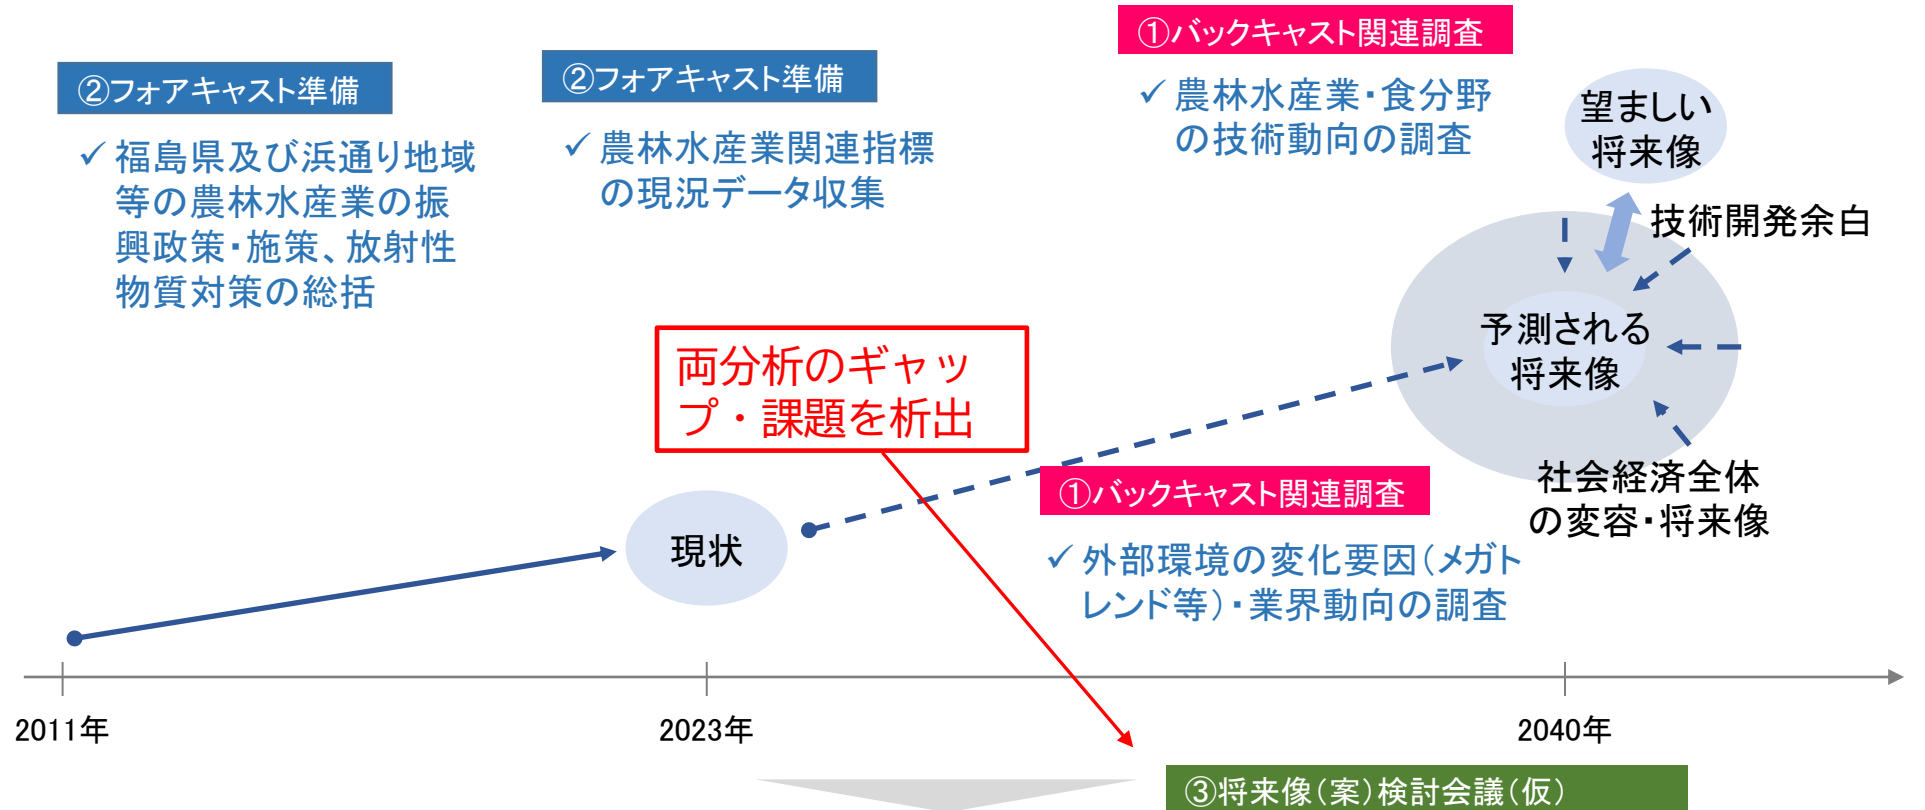 ②フォアキャスト準備
✓福島県及び浜通り地域
等の農林水産業の振
興政策・施策、放射性
物質対策の総括
②フォアキャスト準備
✓農林水産業関連指標
の現況データ収集
①バックキャスト関連調査
✓農林水産業・食分野
の技術動向の調査
望ましい
将来像
技術開発余白
予測される
将来像
両分析のギャッ
プ・課題を析出
現状
①バックキャスト関連調査
✓外部環境の変化要因(メガト
レンド等)・業界動向の調査
社会経済全体
の変容・将来像
2011年
2023年
2040年
③将来像(案)検討会議(仮)